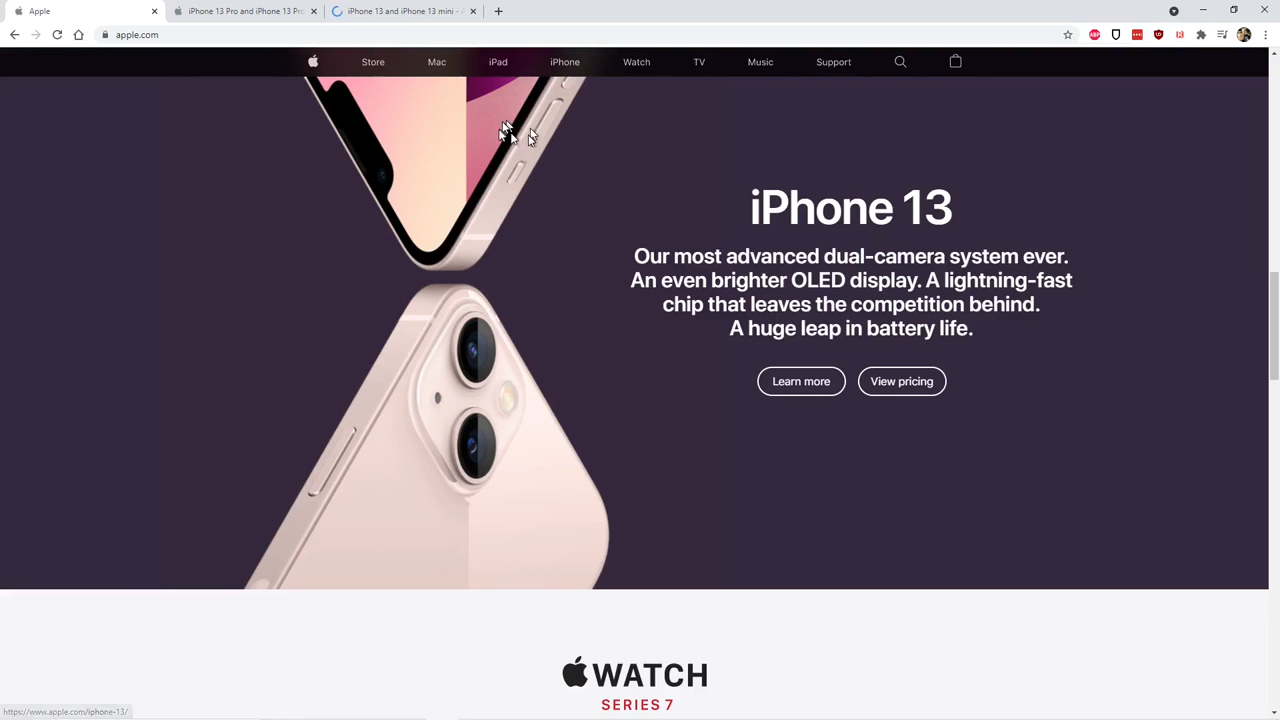 Apple
iPhone 13 Pro and iPhone 13 Pro
iPhone 13 and iPhone 13 mini - A
apple.com
Store
Mac
iPad
iPhone
Watch
TV
Music
Support
iPhone 13
Our most advanced dual-camera system ever.
An even brighter OLED display. A lightning-fast
chip that leaves the competition behind.
A huge leap in battery life.
Learn more
View pricing
WATCH
SERIES 7
https://www.apple.com/iphone-13/